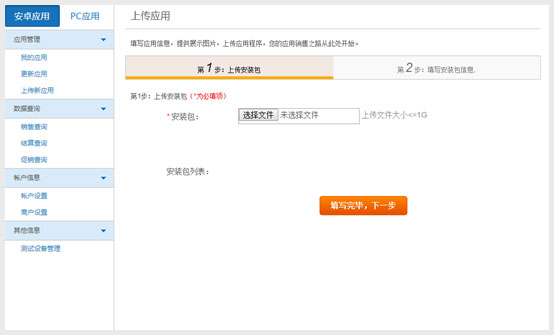 安卓应用 PC应用
应用管理
我的应用
更新应用
上传新应用
数据查询
销售查询
结算查询
促销查询
帐户信息
帐户设置
商户设置
其他信息
测试设备管理
上传应用
填写应用信息，提供展示图片，上传应用程序，您的应用销售之路从此处开始。
第1步：上传安装包 第2步：填写安装包信息.
第1步：上传安装包（*为必填项）
*安装包： 选择文件 未选择文件 上传文件大小<=1G
安装包列表：
填写完毕，下一步